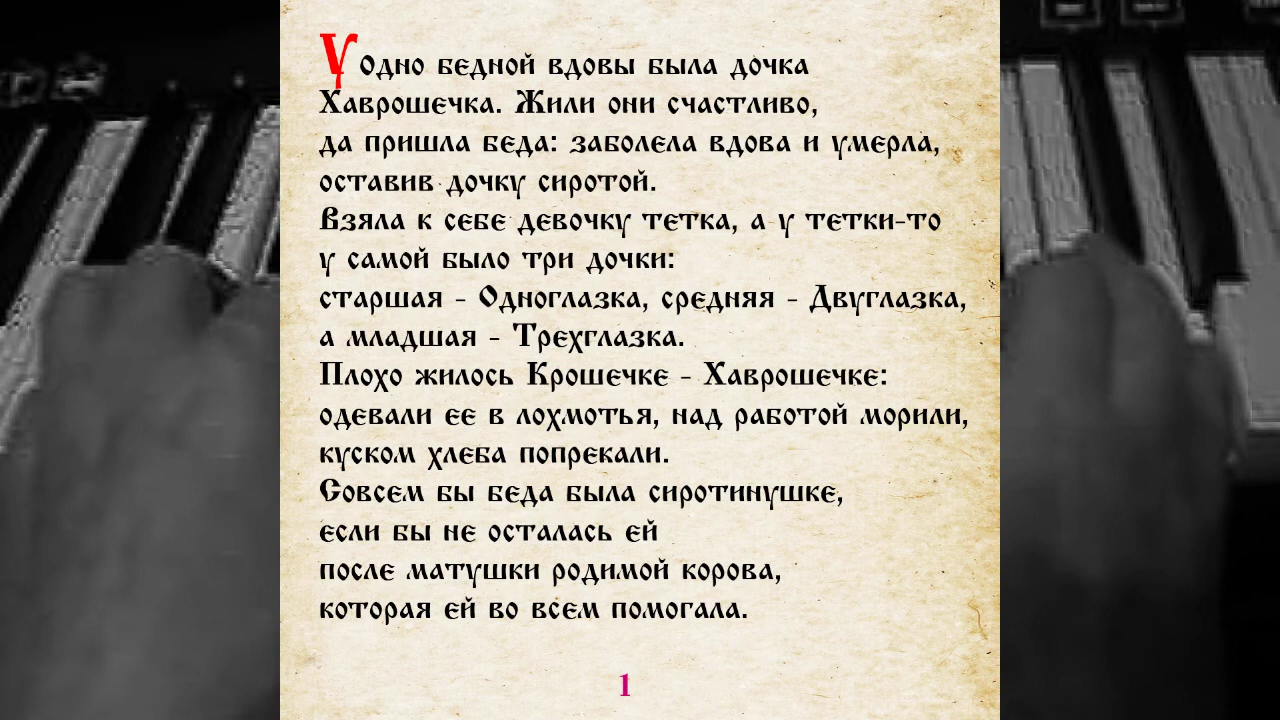 У Одно бедной вдовы была дочка
Хаврошечка. Жили они счастливо,
да пришла беда: заболела вдова и умерла,
оставив дочку сиротой.
Взяла к себе девочку тетка, а у тетки-то
у самой было три дочки:
старшая - Одноглазка, средняя - Двуглазка,
а младшая - Трехглазка.
Плохо жилось Крошечке - Хаврошечке:
одевали ее в лохмотья, над работой морили,
куском хлеба попрекали.
Совсем бы беда была сиротинушке,
если бы не осталась ей
после матушки родимой корова,
которая ей во всем помогала.
1